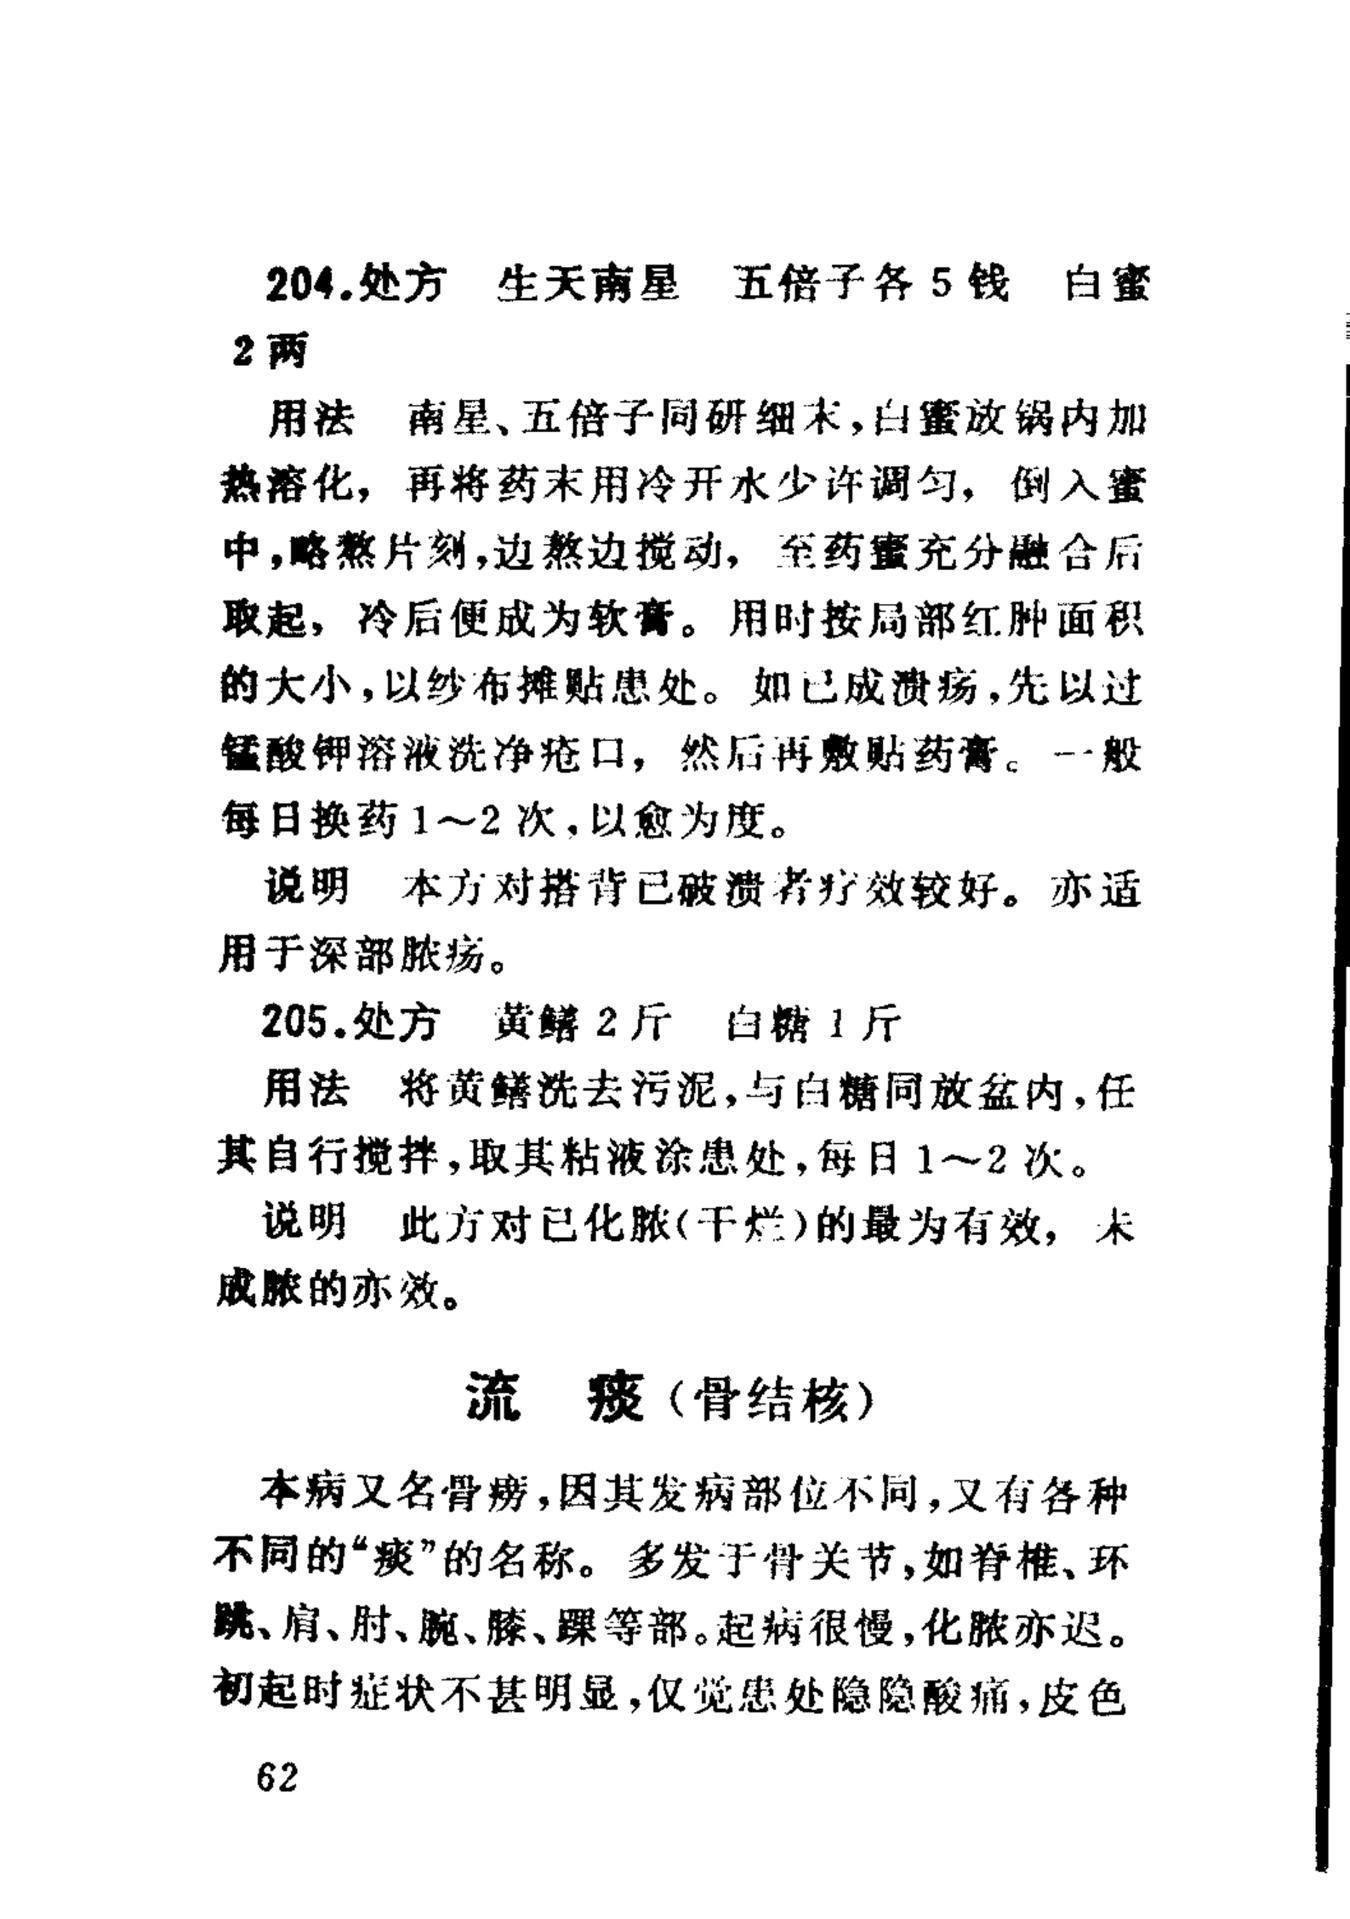 204.处方　生天南星　五倍子各5钱　白蜜
2两
用法　南星、五倍子同研细末,白蜜放锅内加
热溶化，再将药末用冷开水少许调匀，倒入蜜
中,略熬片刻,边熬边搅动，至药蜜充分融合后
取起，冷后便成为软膏。用时按局部红肿面积
的大小,以纱布摊贴患处。如已成溃疡,先以过
锰酸钾溶液洗净疮口，然后再敷贴药膏。一般
每日换药1～2次,以愈为度。
说明　本方对搭背已破溃者疗效较好。亦适
用于深部脓疡。
205.处方　黄鳝2斤　白糖1斤
用法　将黄鳝洗去污泥,与白糖同放盆内,任
其自行搅拌,取其粘液涂患处,每日1～2次。
说明　此方对已化脓(干烂)的最为有效，未
成脓的亦效。
流　痰（骨结核）
本病又名骨痨,因其发病部位不同,又有各种
不同的“痰”的名称。多发于骨关节,如脊椎、环
跳、肩、肘、腕、膝、踝等部。起病很慢,化脓亦迟。
初起时症状不甚明显,仅觉患处隐隐酸痛,皮色
62